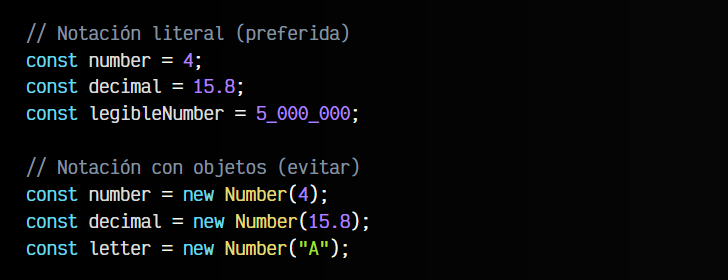 // Notación literal (preferida)
const number = 4;
const decimal = 15.8;
const legibleNumber = 5_000_000;
// Notación con objetos (evitar)
const number = new Number(4);
const decimal = new Number(15.8);
const letter = new Number("A");